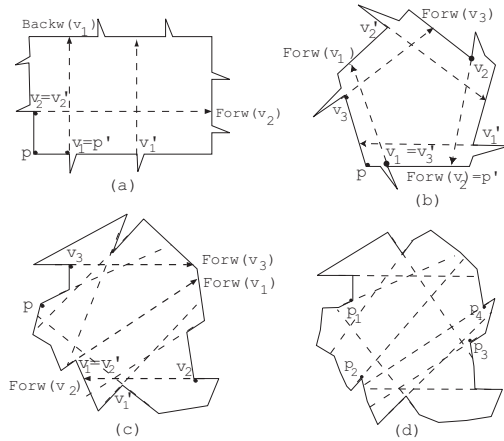 Backw(v₁)
v₂=v₂'
Forw(v₂)
p
v₁=p'
v₁'
(a)
Forw(v₃)
v₂'
Forw(v₁)
v₂
v₃
v₁'
v₁=v₃'
p
Forw(v₂)=p'
(b)
v₃
Forw(v₃)
Forw(v₁)
p
v₁=v₂'
v₂
Forw(v₂)
v₁'
(c)
p₁
p₄
p₃
p₂
(d)